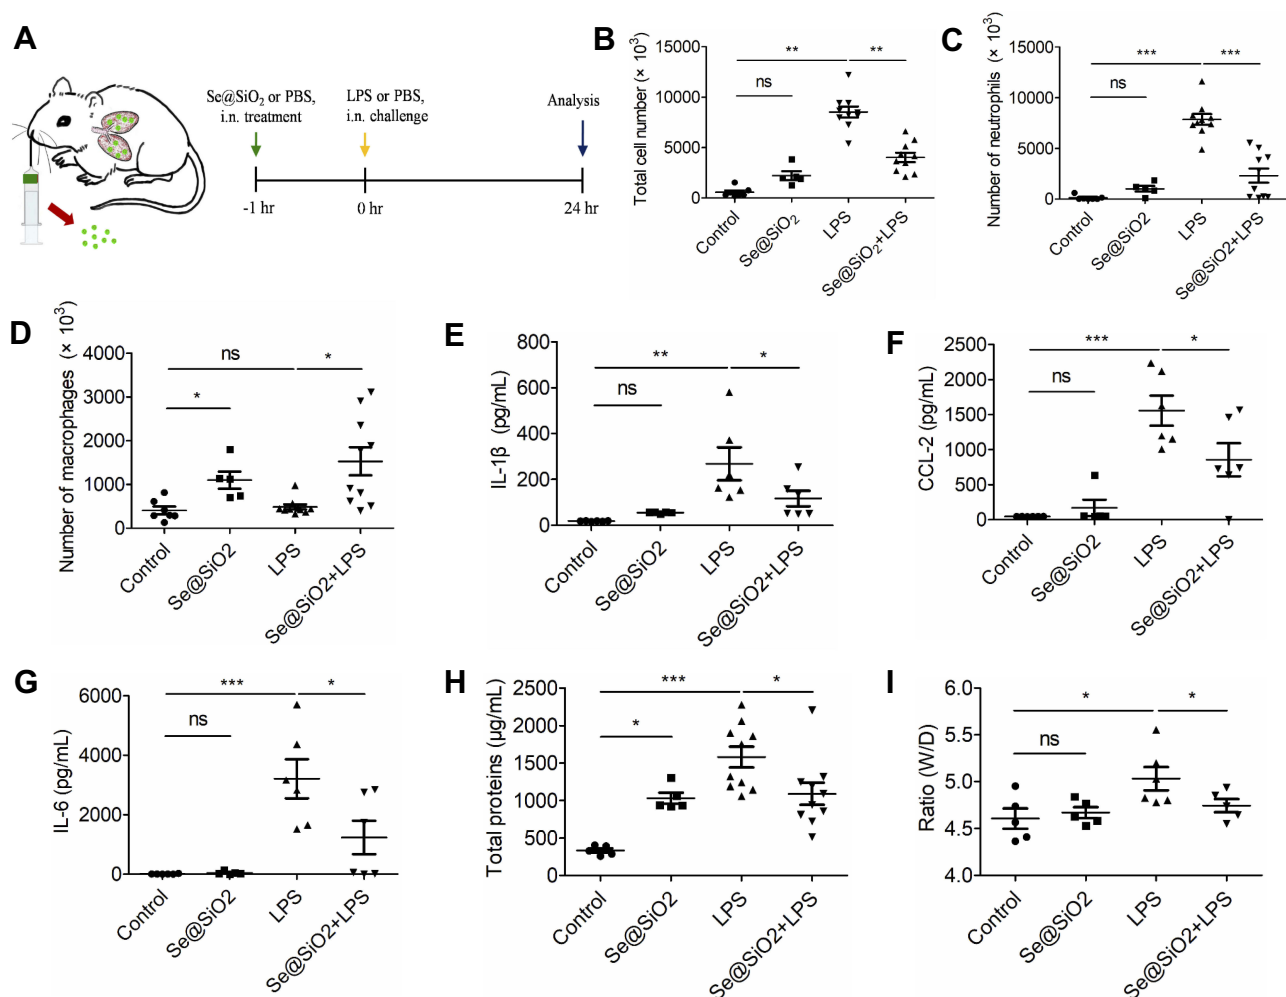 A
Se@SiO₂ or PBS,
i.n. treatment
LPS or PBS,
i.n. challenge
Analysis
-1 hr
0 hr
24 hr
B
Total cell number (× 10³)
15000
10000
5000
0
ns
**
**
Control
Se@SiO₂
LPS
Se@SiO₂+LPS
C
Number of neutrophils (× 10³)
15000
10000
5000
0
ns
***
***
Control
Se@SiO2
LPS
Se@SiO2+LPS
D
Number of macrophages (× 10³)
4000
3000
2000
1000
0
ns
*
*
Control
Se@SiO2
LPS
Se@SiO2+LPS
E
IL-1β (pg/mL)
800
600
400
200
0
**
*
ns
Control
Se@SiO2
LPS
Se@SiO2+LPS
F
CCL-2 (pg/mL)
2500
2000
1500
1000
500
0
***
*
ns
Control
Se@SiO2
LPS
Se@SiO2+LPS
G
IL-6 (pg/mL)
6000
4000
2000
0
***
*
ns
Control
Se@SiO2
LPS
Se@SiO2+LPS
H
Total proteins (μg/mL)
2500
2000
1500
1000
500
0
***
*
*
Control
Se@SiO2
LPS
Se@SiO2+LPS
I
Ratio (W/D)
6.0
5.5
5.0
4.5
4.0
*
*
ns
Control
Se@SiO2
LPS
Se@SiO2+LPS